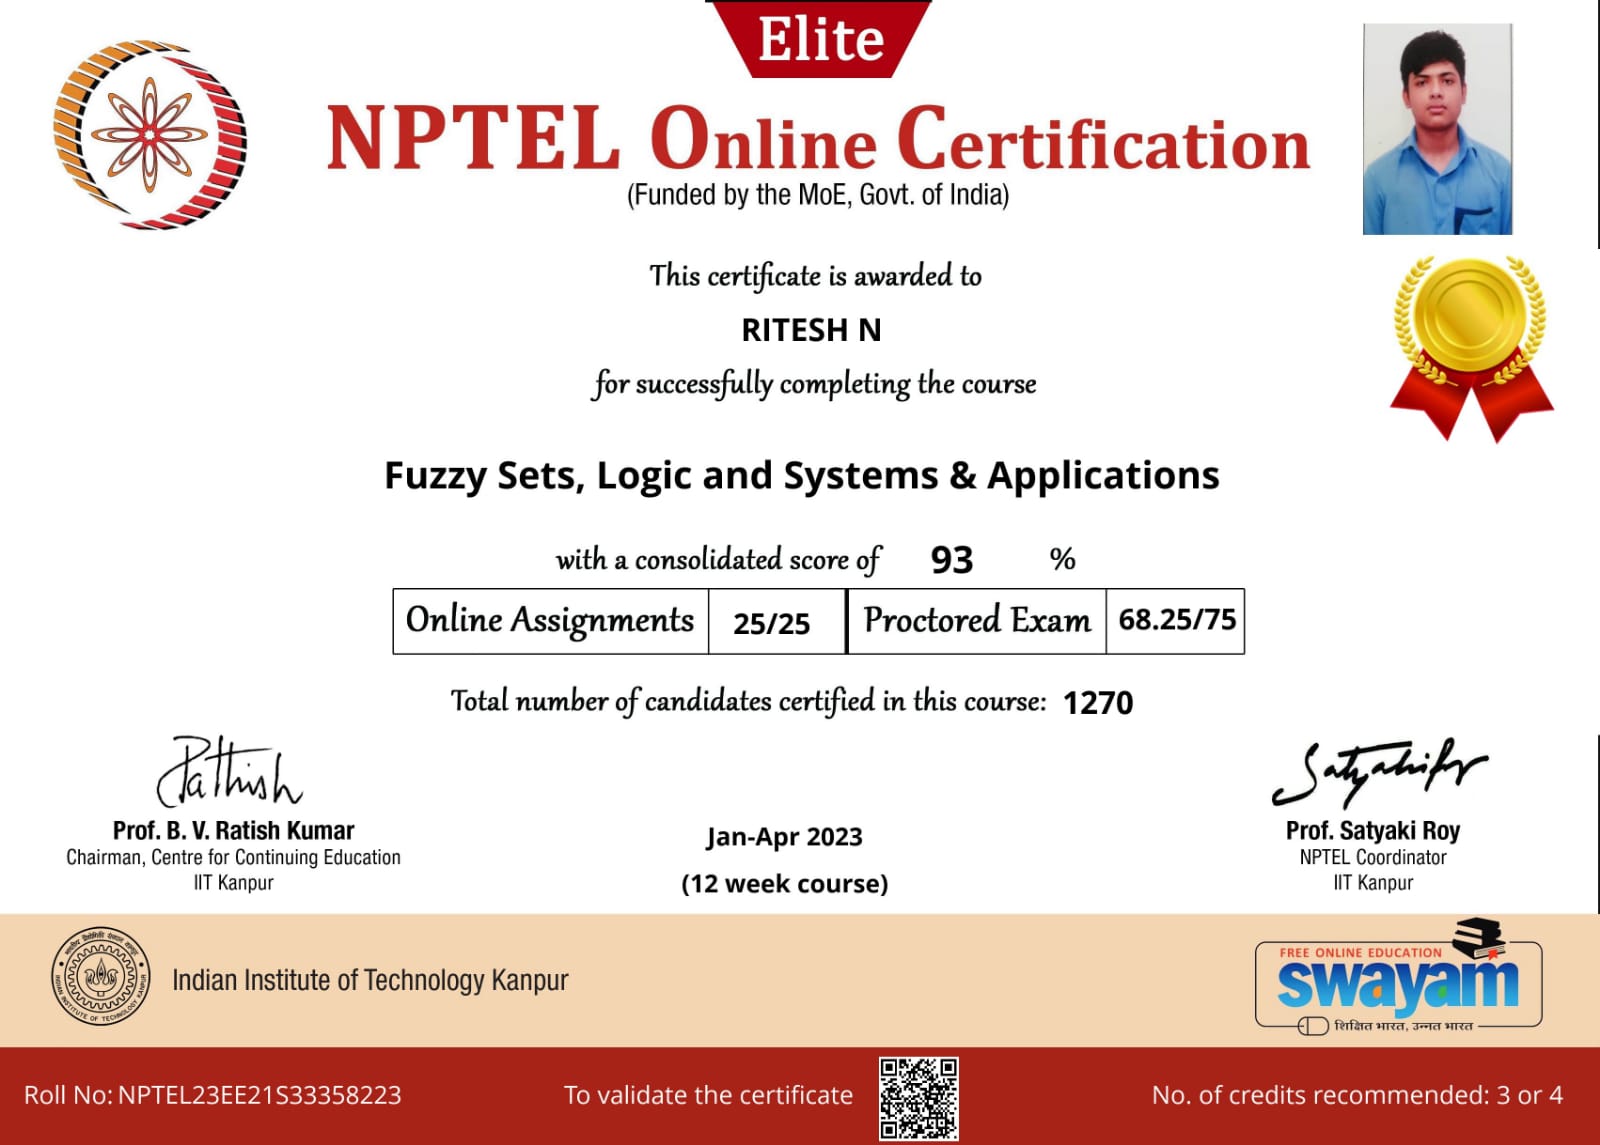 Elite
NPTEL Online Certification
(Funded by the MoE, Govt. of India)
This certificate is awarded to
RITESH N
for successfully completing the course
Fuzzy Sets, Logic and Systems & Applications
with a consolidated score of 93 %
Online Assignments 25/25 Proctored Exam 68.25/75
Total number of candidates certified in this course: 1270
Prof. B. V. Ratish Kumar
Chairman, Centre for Continuing Education
IIT Kanpur
Jan-Apr 2023
(12 week course)
Prof. Satyaki Roy
NPTEL Coordinator
IIT Kanpur
Indian Institute of Technology Kanpur
FREE ONLINE EDUCATION
swayam
शिक्षित भारत, उन्नत भारत
Roll No: NPTEL23EE21S33358223
To validate the certificate
No. of credits recommended: 3 or 4